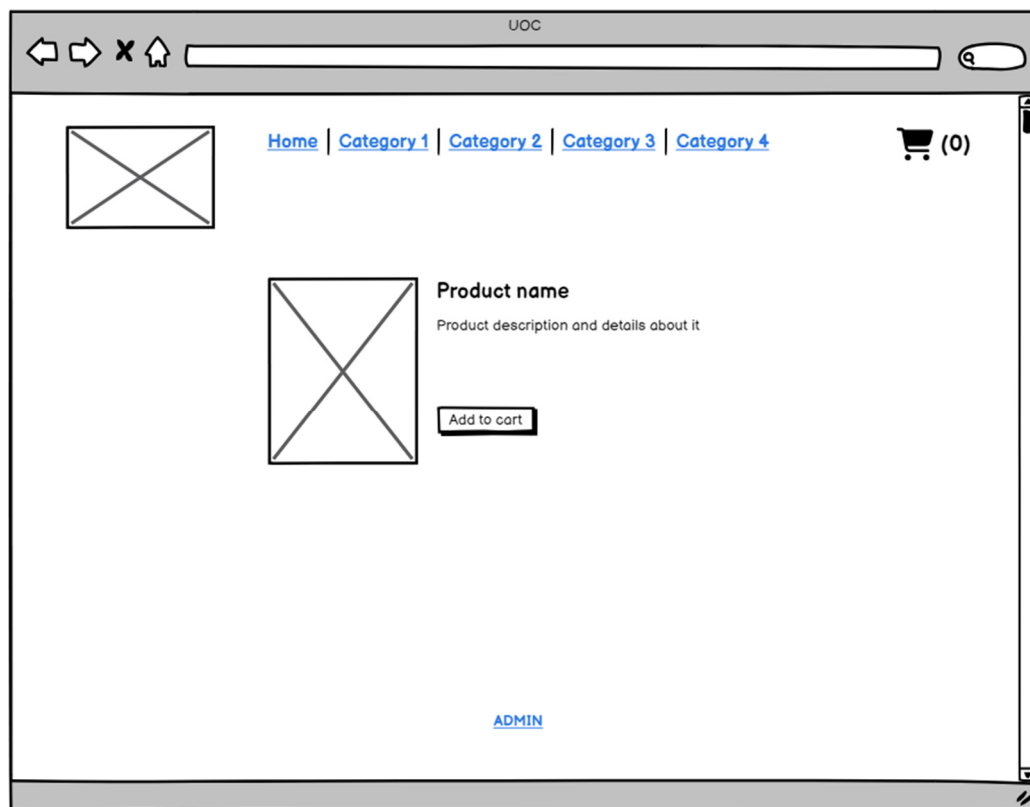 UOC
Home | Category 1 | Category 2 | Category 3 | Category 4
(0)
Product name
Product description and details about it
Add to cart
ADMIN